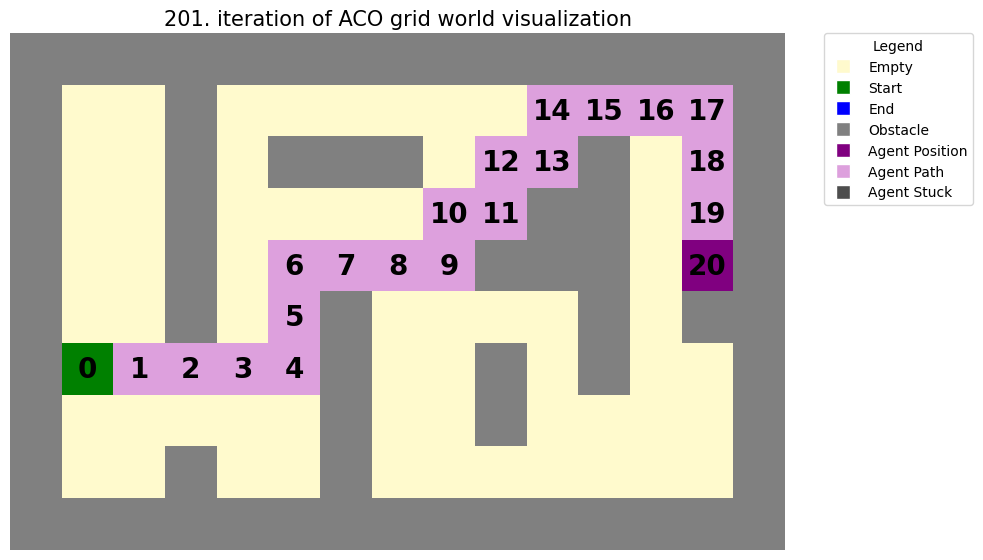 201. iteration of ACO grid world visualization
14 15 16 17
12 13 18
10 11 19
6 7 8 9 20
5
0 1 2 3 4
Legend
Empty
Start
End
Obstacle
Agent Position
Agent Path
Agent Stuck